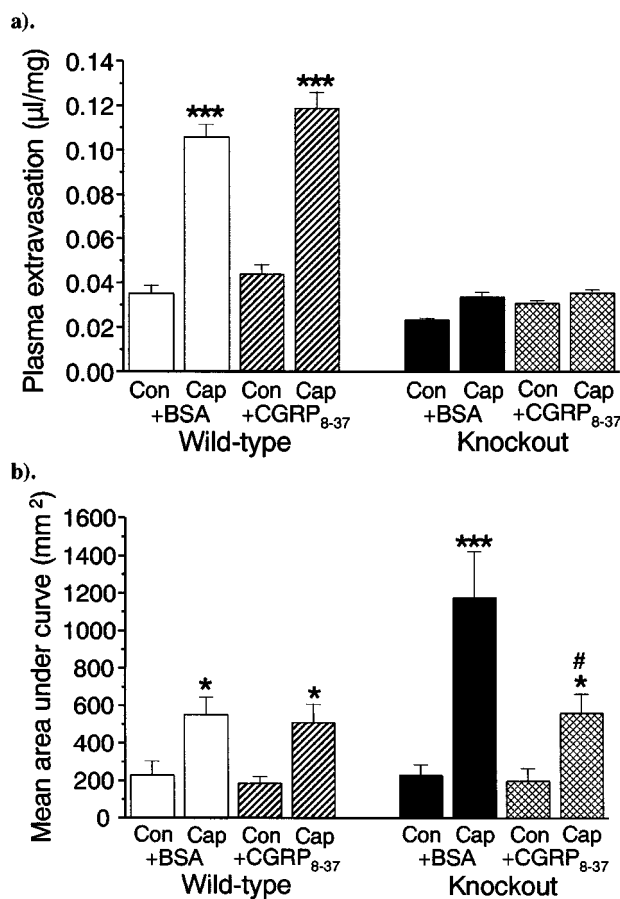 a).
Plasma extravasation (µl/mg)
0.14
0.12
0.10
0.08
0.06
0.04
0.02
0.00
***
***
Con Cap Con Cap Con Cap Con Cap
+BSA +CGRP8-37 +BSA +CGRP8-37
Wild-type Knockout
b).
Mean area under curve (mm2)
1600
1400
1200
1000
800
600
400
200
0
*
*
***
#
*
Con Cap Con Cap Con Cap Con Cap
+BSA +CGRP8-37 +BSA +CGRP8-37
Wild-type Knockout